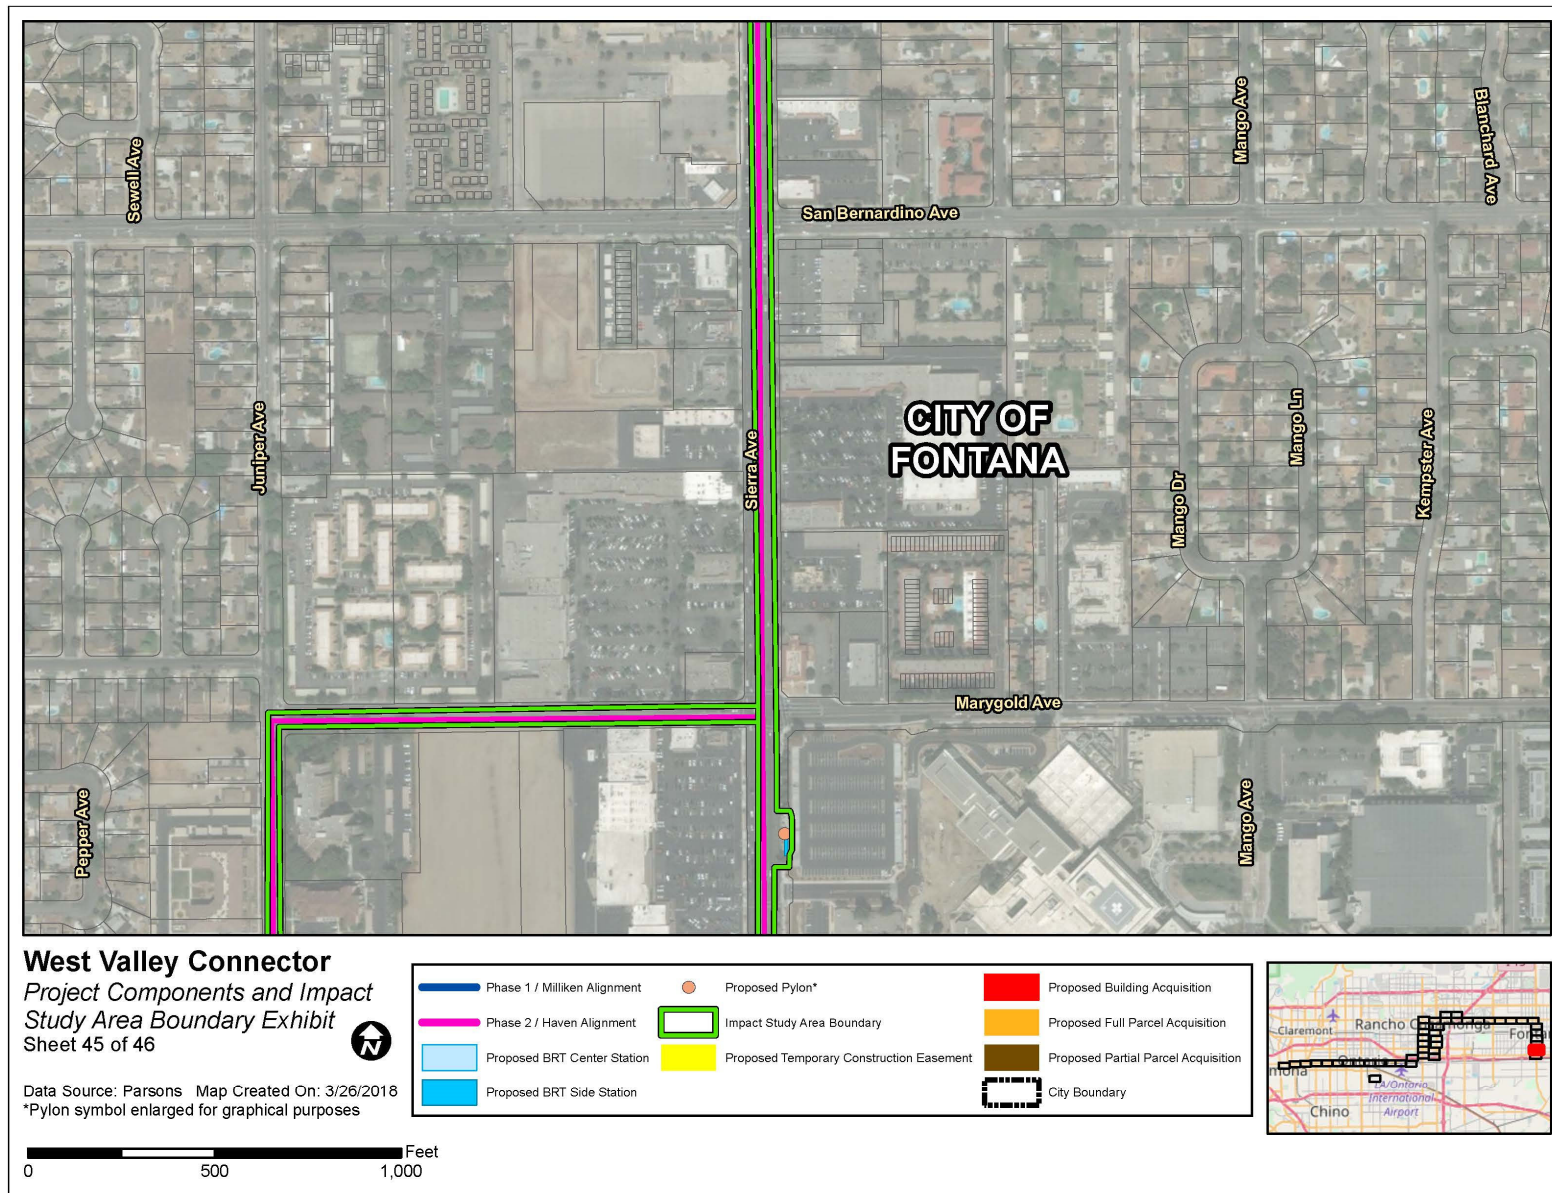 Sewell Ave
Mango Ave
Blanchard Ave
San Bernardino Ave
CITY OF
FONTANA
Juniper Ave
Sierra Ave
Mango Dr
Mango Ln
Kempster Ave
Marygold Ave
Pepper Ave
Mango Ave
West Valley Connector
Project Components and Impact
Study Area Boundary Exhibit
Sheet 45 of 46
N
Data Source: Parsons Map Created On: 3/26/2018
*Pylon symbol enlarged for graphical purposes
0 500 1,000 Feet
Phase 1 / Milliken Alignment
Phase 2 / Haven Alignment
Proposed BRT Center Station
Proposed BRT Side Station
Proposed Pylon*
Impact Study Area Boundary
Proposed Temporary Construction Easement
Proposed Building Acquisition
Proposed Full Parcel Acquisition
Proposed Partial Parcel Acquisition
City Boundary
Claremont
Rancho
Ontario
LA/Ontario
International
Airport
Chino